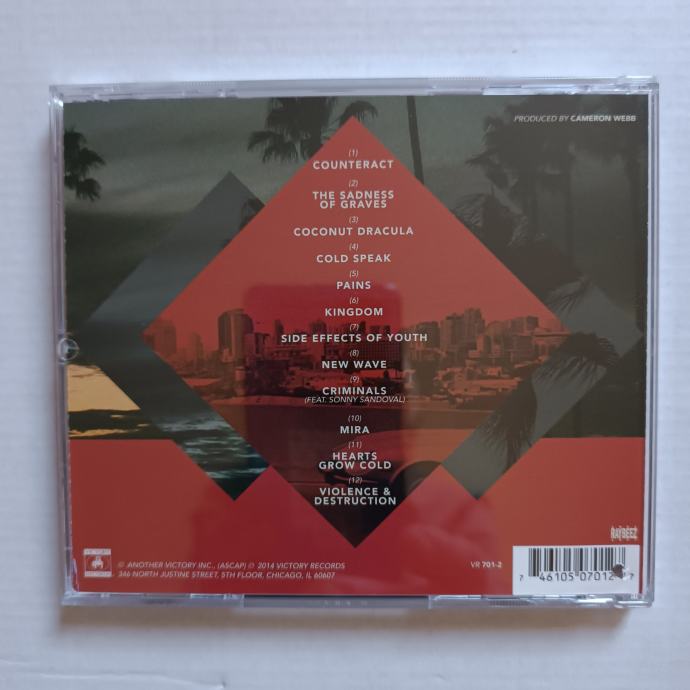 PRODUCED BY CAMERON WEBB
(1)
COUNTERACT
(2)
THE SADNESS
OF GRAVES
(3)
COCONUT DRACULA
(4)
COLD SPEAK
(5)
PAINS
(6)
KINGDOM
(7)
SIDE EFFECTS OF YOUTH
(8)
NEW WAVE
(9)
CRIMINALS
(FEAT. SONNY SANDOVAL)
(10)
MIRA
(11)
HEARTS
GROW COLD
(12)
VIOLENCE &
DESTRUCTION
RAYBEEZ
© ANOTHER VICTORY INC., (ASCAP) ℗ 2014 VICTORY RECORDS
346 NORTH JUSTINE STREET, 5TH FLOOR, CHICAGO, IL 60607
VR 701-2
7 46105 07012 7